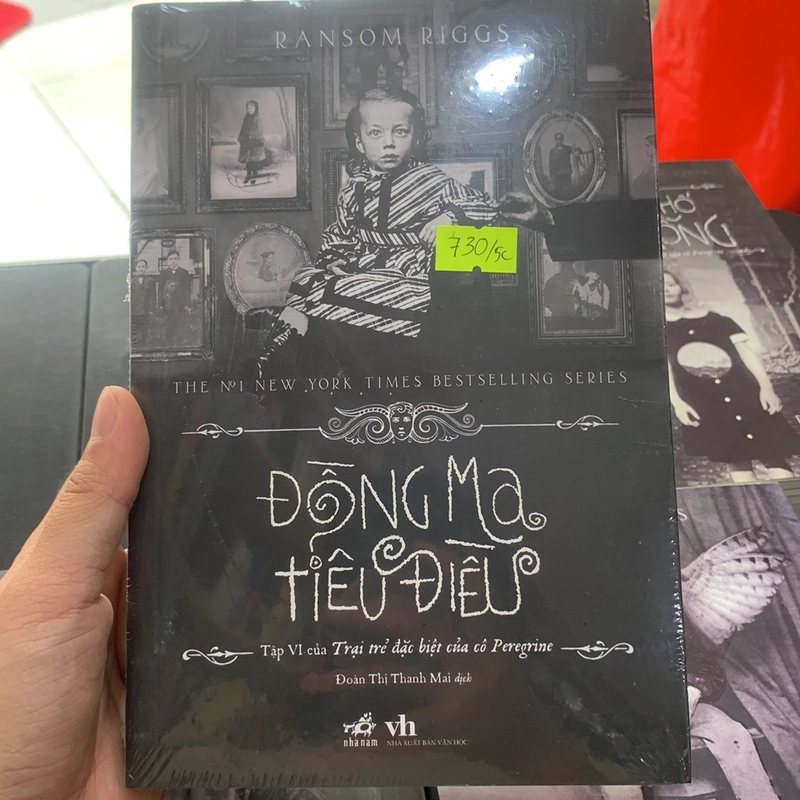 RANSOM RIGGS
730/5c
THE Nº1 NEW YORK TIMES BESTSELLING SERIES
ĐỒNG MA
TIÊU ĐIỀU
Tập VI của Trại trẻ đặc biệt của cô Peregrine
Đoàn Thị Thanh Mai dịch
nhã nam
vh
NHÀ XUẤT BẢN VĂN HỌC